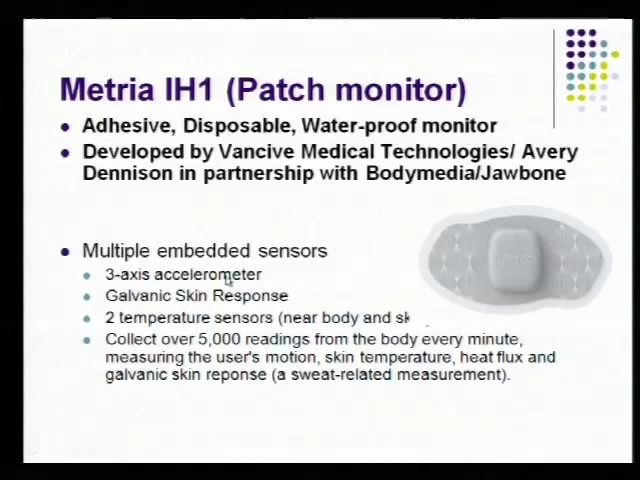 Metria IH1 (Patch monitor)
Adhesive, Disposable, Water-proof monitor
Developed by Vancive Medical Technologies/ Avery
Dennison in partnership with Bodymedia/Jawbone
Multiple embedded sensors
3-axis accelerometer
Galvanic Skin Response
2 temperature sensors (near body and sk
Collect over 5,000 readings from the body every minute,
measuring the user's motion, skin temperature, heat flux and
galvanic skin reponse (a sweat-related measurement).